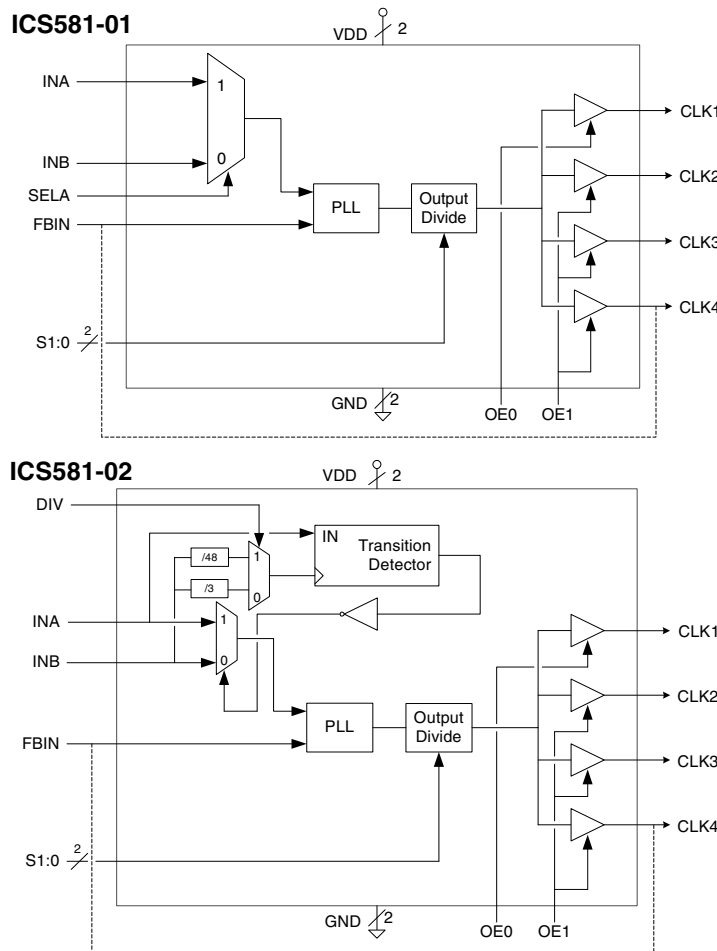 ICS581-01
VDD 2
INA
1
CLK1
INB
0
CLK2
SELA
PLL
Output
Divide
FBIN
CLK3
CLK4
S1:0 2
GND 2
OE0
OE1
ICS581-02
VDD 2
DIV
IN
Transition
Detector
/48
1
/3
0
INA
1
CLK1
INB
0
CLK2
PLL
Output
Divide
FBIN
CLK3
CLK4
S1:0 2
GND 2
OE0
OE1